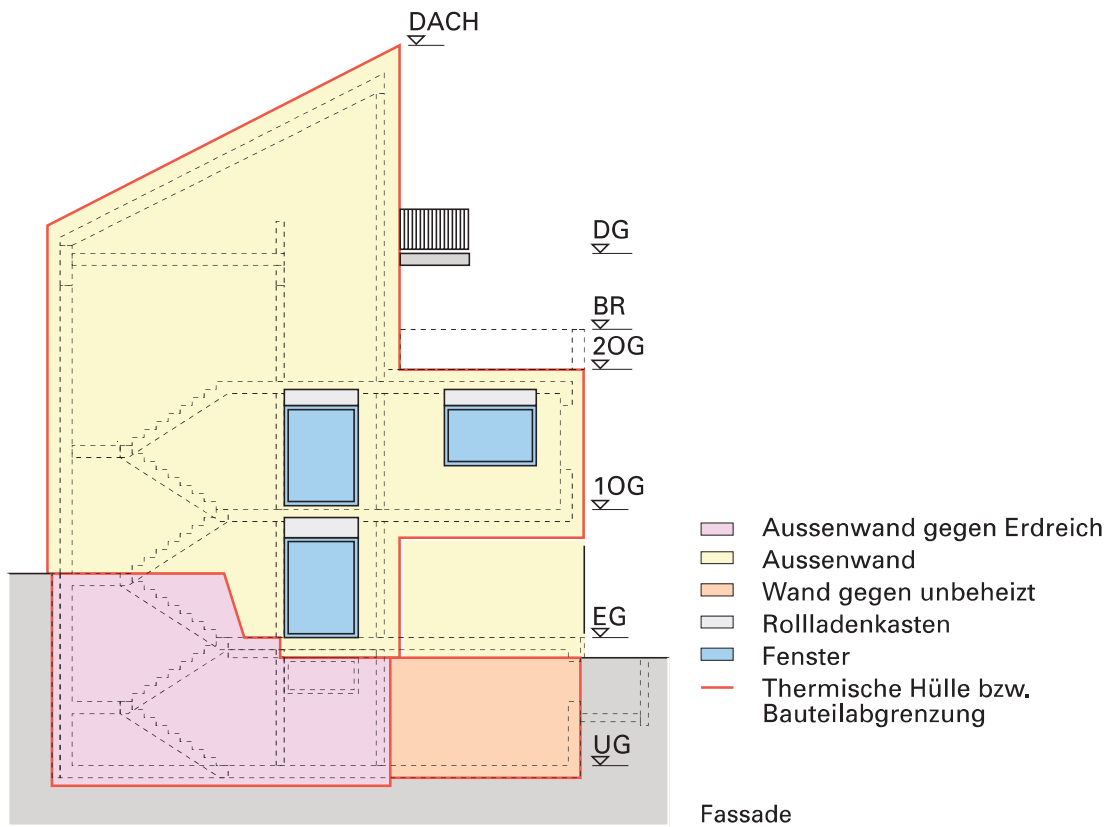 DACH
DG
BR
2OG
1OG
Aussenwand gegen Erdreich
Aussenwand
Wand gegen unbeheizt
EG
Rollladenkasten
Fenster
Thermische Hülle bzw.
Bauteilabgrenzung
UG
Fassade